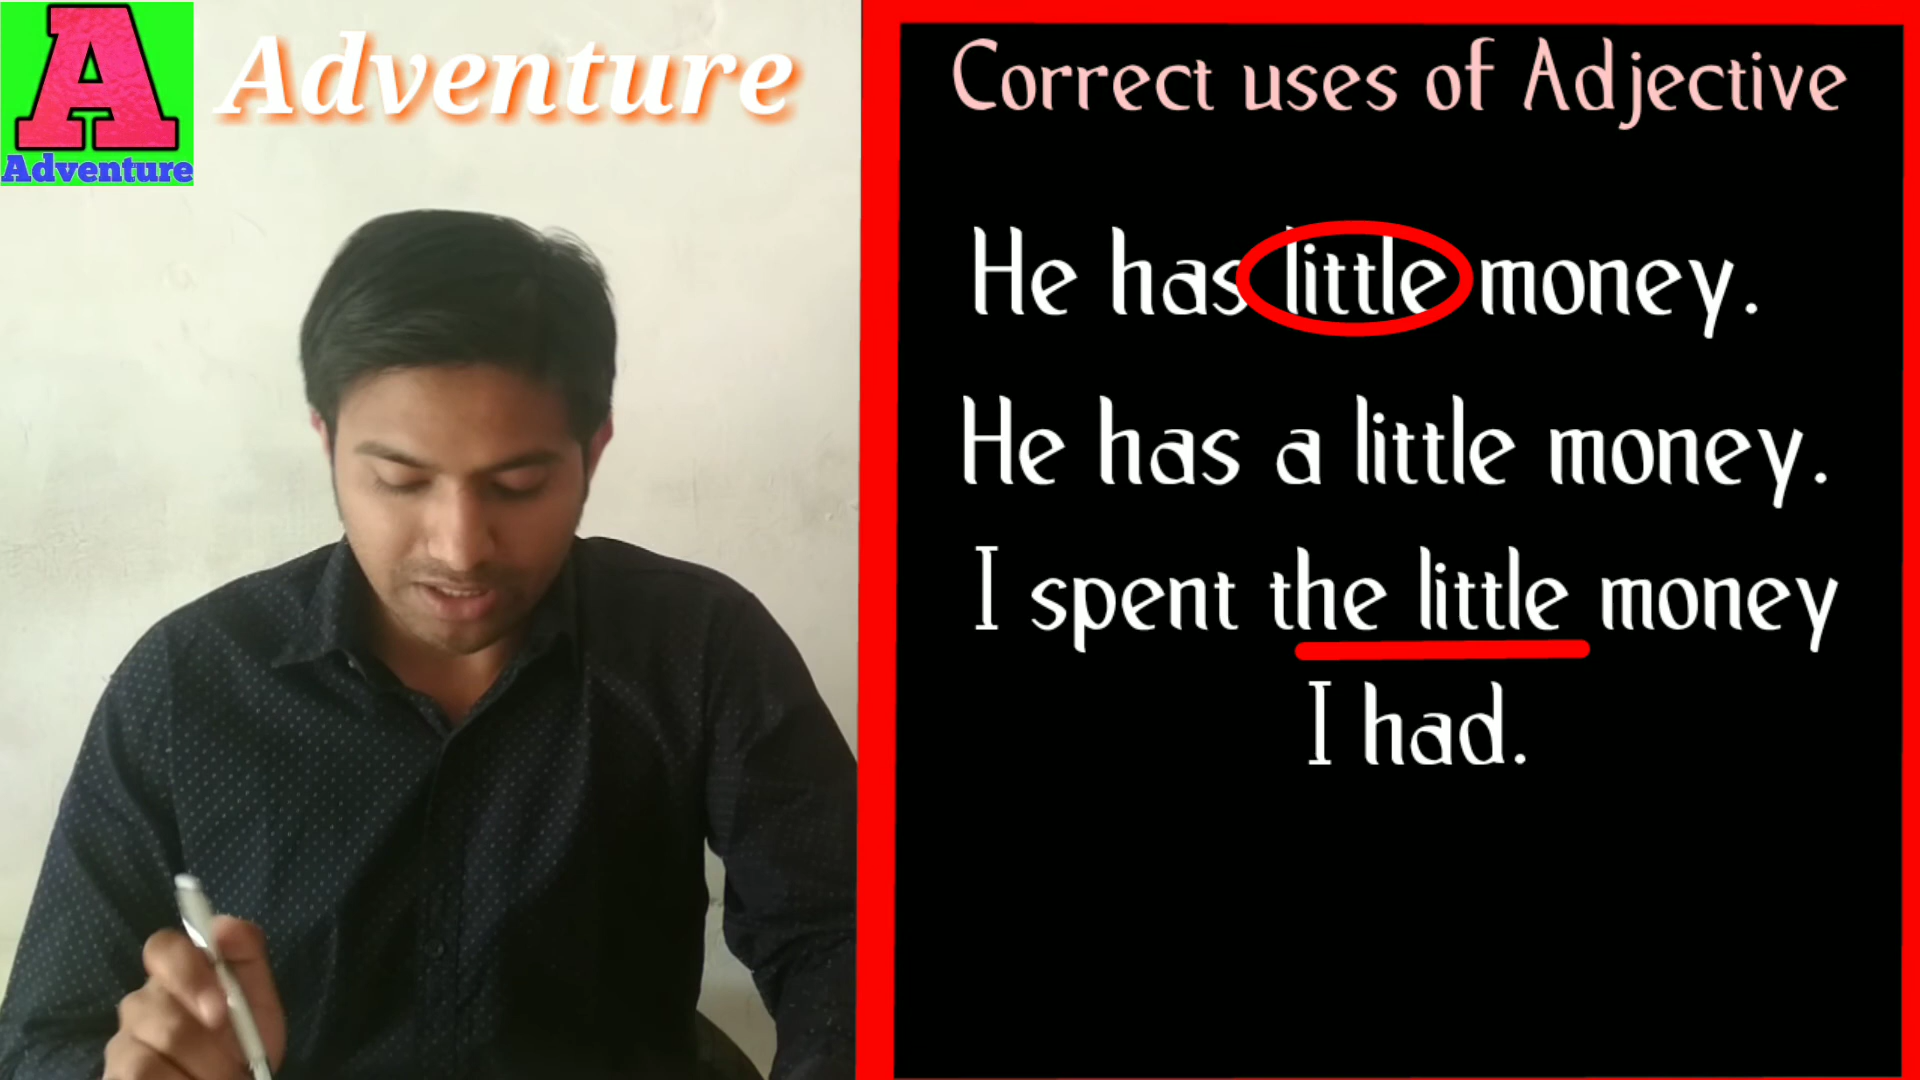 A
Adventure
Adventure
Correct uses of Adjective
He has little money.
He has a little money.
I spent the little money
I had.